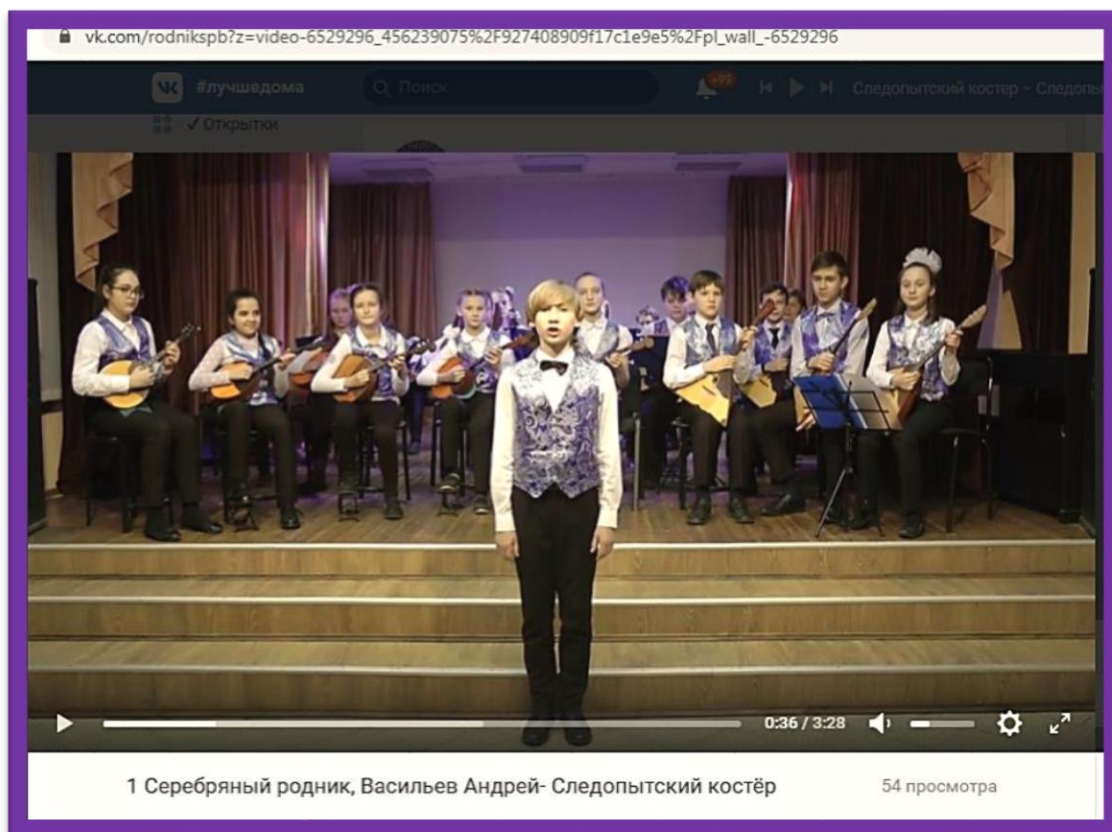 vk.com/rodnikspb?z=video-6529296_456239075%2F927408909f17c1e9e5%2Fpl_wall_-6529296
#лучшедома
Поиск
+99
Следопытский костер – Следопы
✓ Открытки
0:36 / 3:28
1 Серебряный родник, Васильев Андрей- Следопытский костёр
54 просмотра